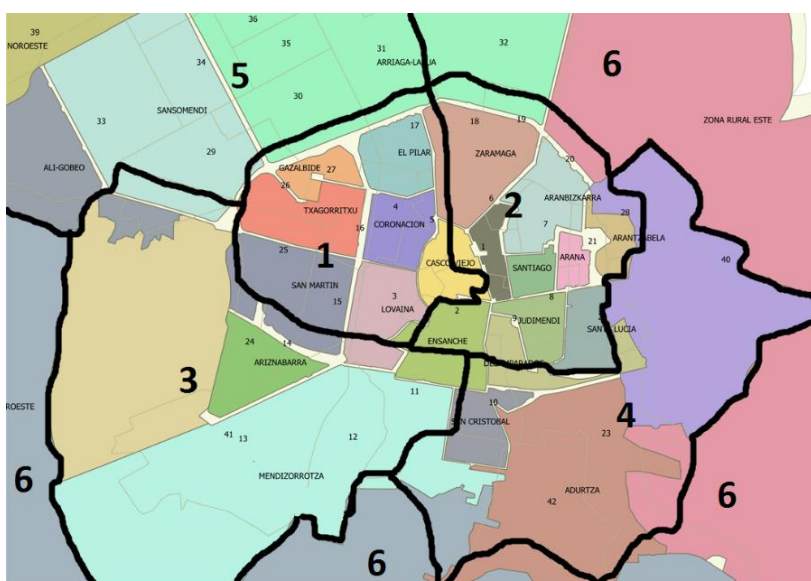 36
39
NOROESTE
35
31
32
34
ARRIAGA-LAKUA
5
6
30
33
SANSOMENDI
17
18
19
ZONA RURAL ESTE
29
EL PILAR
ZARAMAGA
ALI-GOBEO
GAZALBIDE
27
20
26
6
ARANBIZKARRA
TXAGORRITXU
4
2
28
CORONACION
5
7
16
21
ARANTZABELA
25
1
1
CASCO VIEJO
SANTIAGO
ARANA
40
SAN MARTIN
15
3
LOVAINA
8
2
9
JUDIMENDI
SANTA LUCIA
24
14
ENSANCHE
ARIZNABARRA
3
11
10
4
SAN CRISTOBAL
41
13
12
23
MENDIZORROTZA
ADURTZA
6
6
42
6